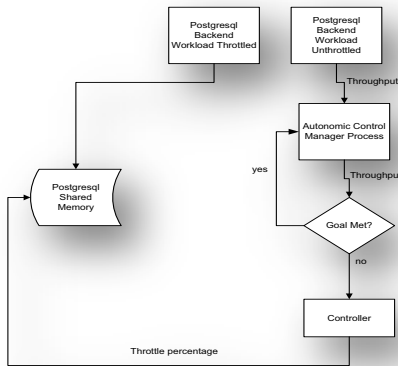 Postgresql
Backend
Workload Throttled
Postgresql
Backend
Workload
Unthrottled
Throughput
Autonomic Control
Manager Process
Throughput
yes
Postgresql
Shared
Memory
Goal Met?
no
Controller
Throttle percentage